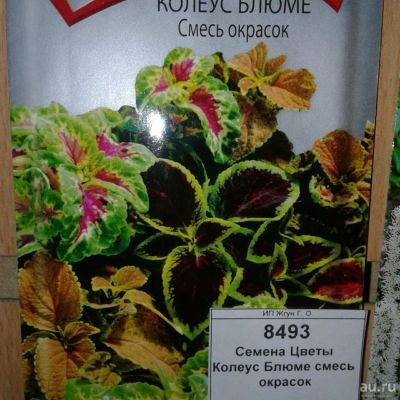 КОЛЕУС БЛЮМЕ
Смесь окрасок
ИП Жгун Г. О.
8493
Семена Цветы
Колеус Блюме смесь
окрасок
au.ru